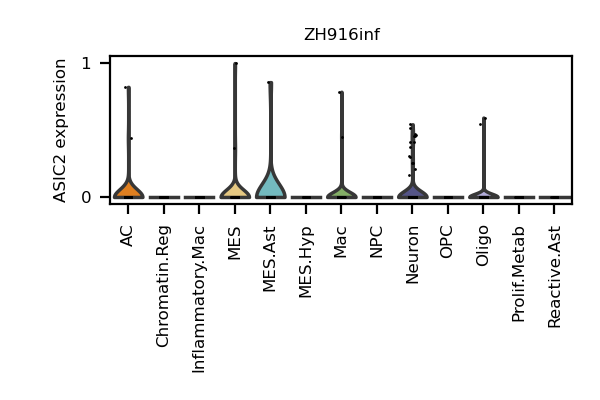 ZH916inf
ASIC2 expression
1
0
AC
Chromatin.Reg
Inflammatory.Mac
MES
MES.Ast
MES.Hyp
Mac
NPC
Neuron
OPC
Oligo
Prolif.Metab
Reactive.Ast